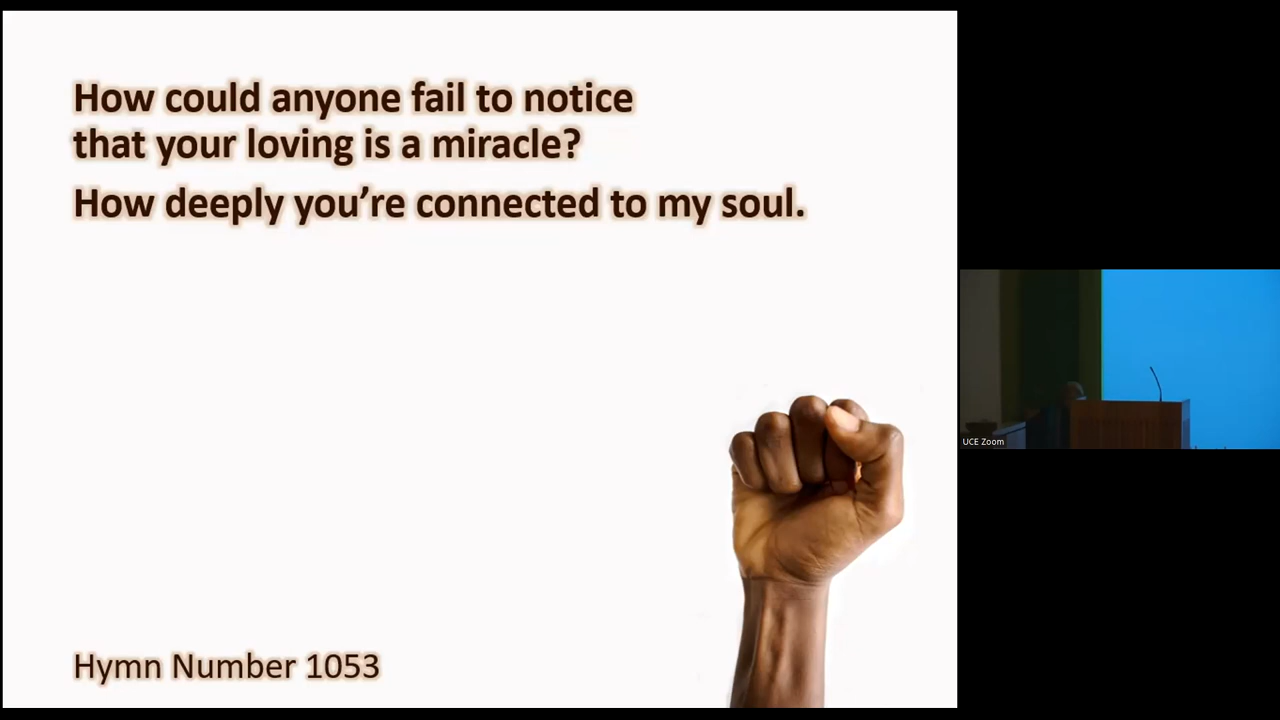 How could anyone fail to notice
that your loving is a miracle?
How deeply you’re connected to my soul.
UCE Zoom
Hymn Number 1053